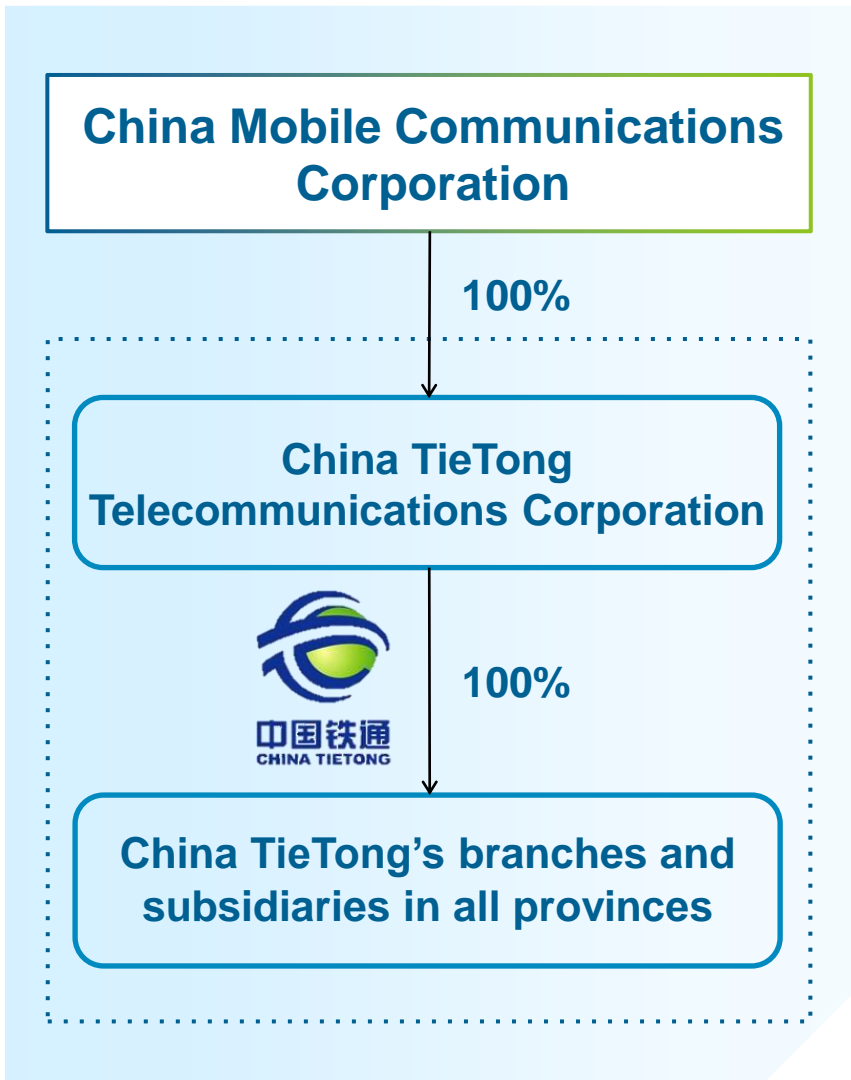 China Mobile Communications
Corporation
100%
China TieTong
Telecommunications Corporation
中国铁通
CHINA TIETONG
100%
China TieTong’s branches and
subsidiaries in all provinces